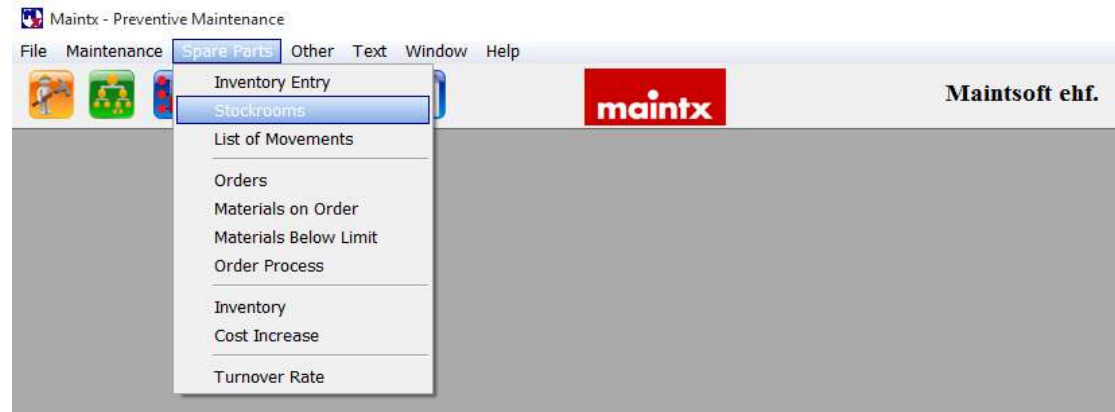 Maintx - Preventive Maintenance
File Maintenance Spare Parts Other Text Window Help
maintx
Maintsoft ehf.
Inventory Entry
Stockrooms
List of Movements
Orders
Materials on Order
Materials Below Limit
Order Process
Inventory
Cost Increase
Turnover Rate